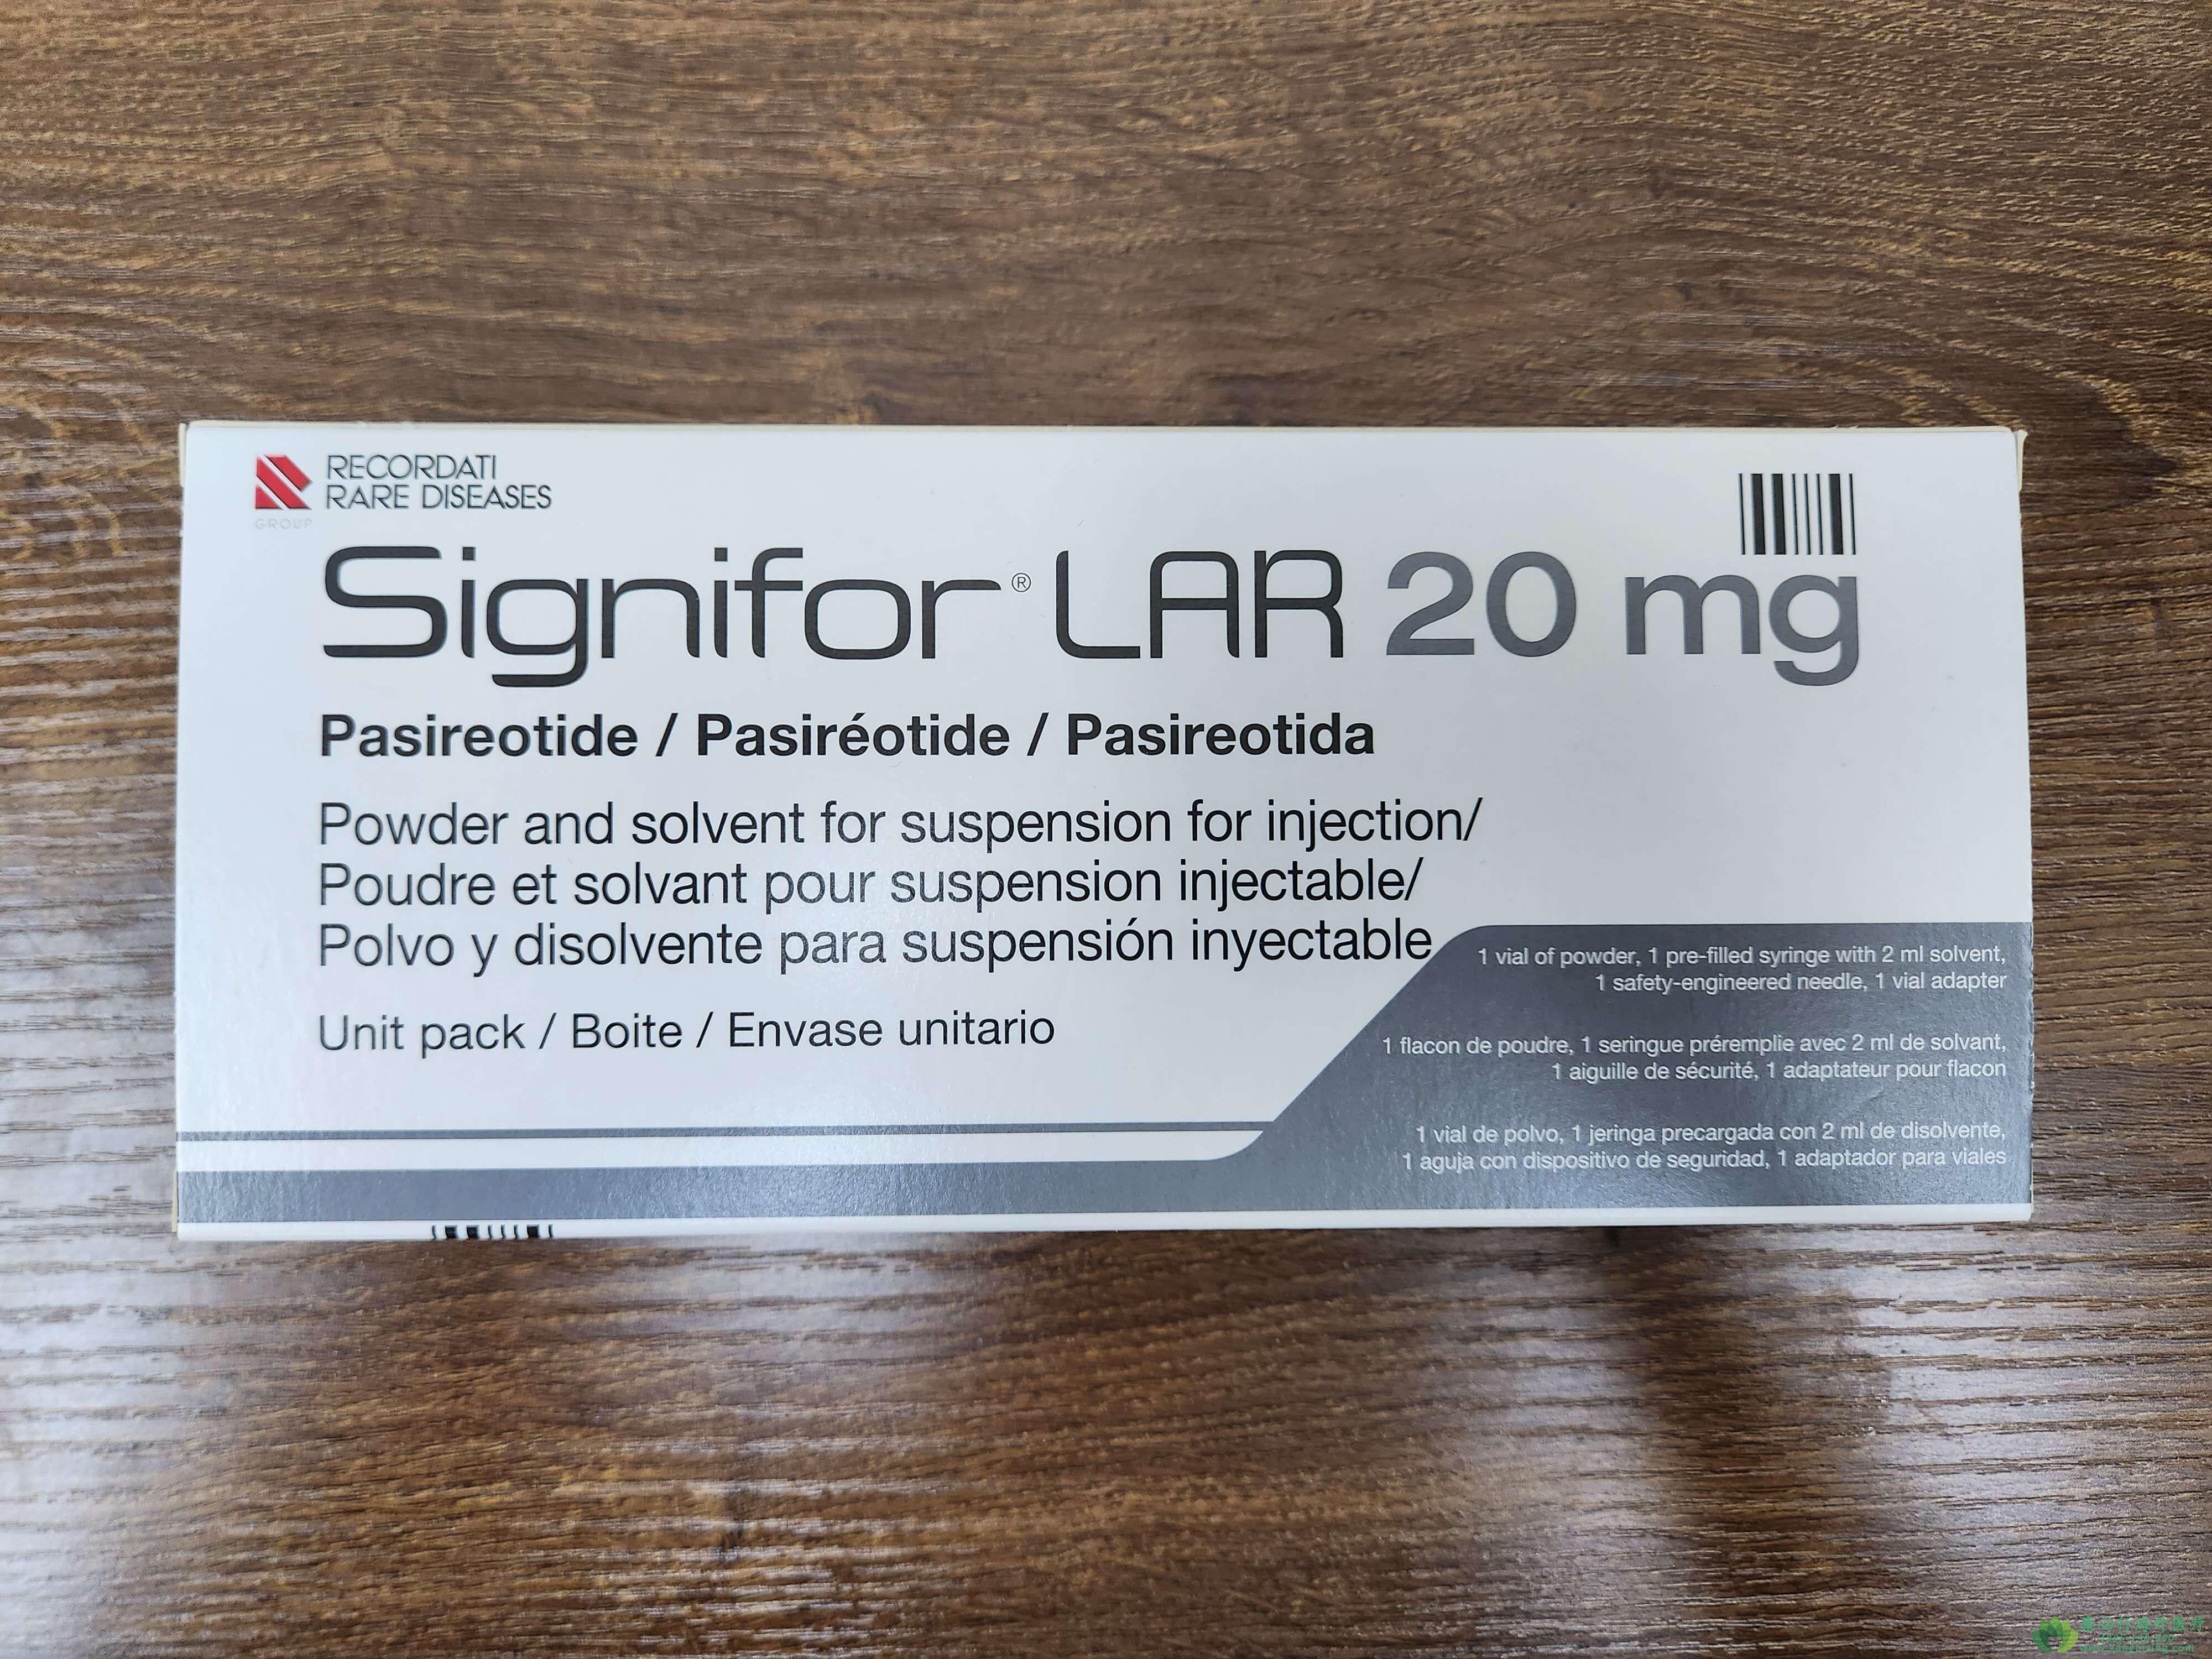 RECORDATI
RARE DISEASES
GROUP
Signifor® LAR 20 mg
Pasireotide / Pasiréotide / Pasireotida
Powder and solvent for suspension for injection/
Poudre et solvant pour suspension injectable/
Polvo y disolvente para suspensión inyectable
Unit pack / Boite / Envase unitario
1 vial of powder, 1 pre-filled syringe with 2 ml solvent,
1 safety-engineered needle, 1 vial adapter
1 flacon de poudre, 1 seringue préremplie avec 2 ml de solvant,
1 aiguille de sécurité, 1 adaptateur pour flacon
1 vial de polvo, 1 jeringa precargada con 2 ml de disolvente,
1 aguja con dispositivo de seguridad, 1 adaptador para viales